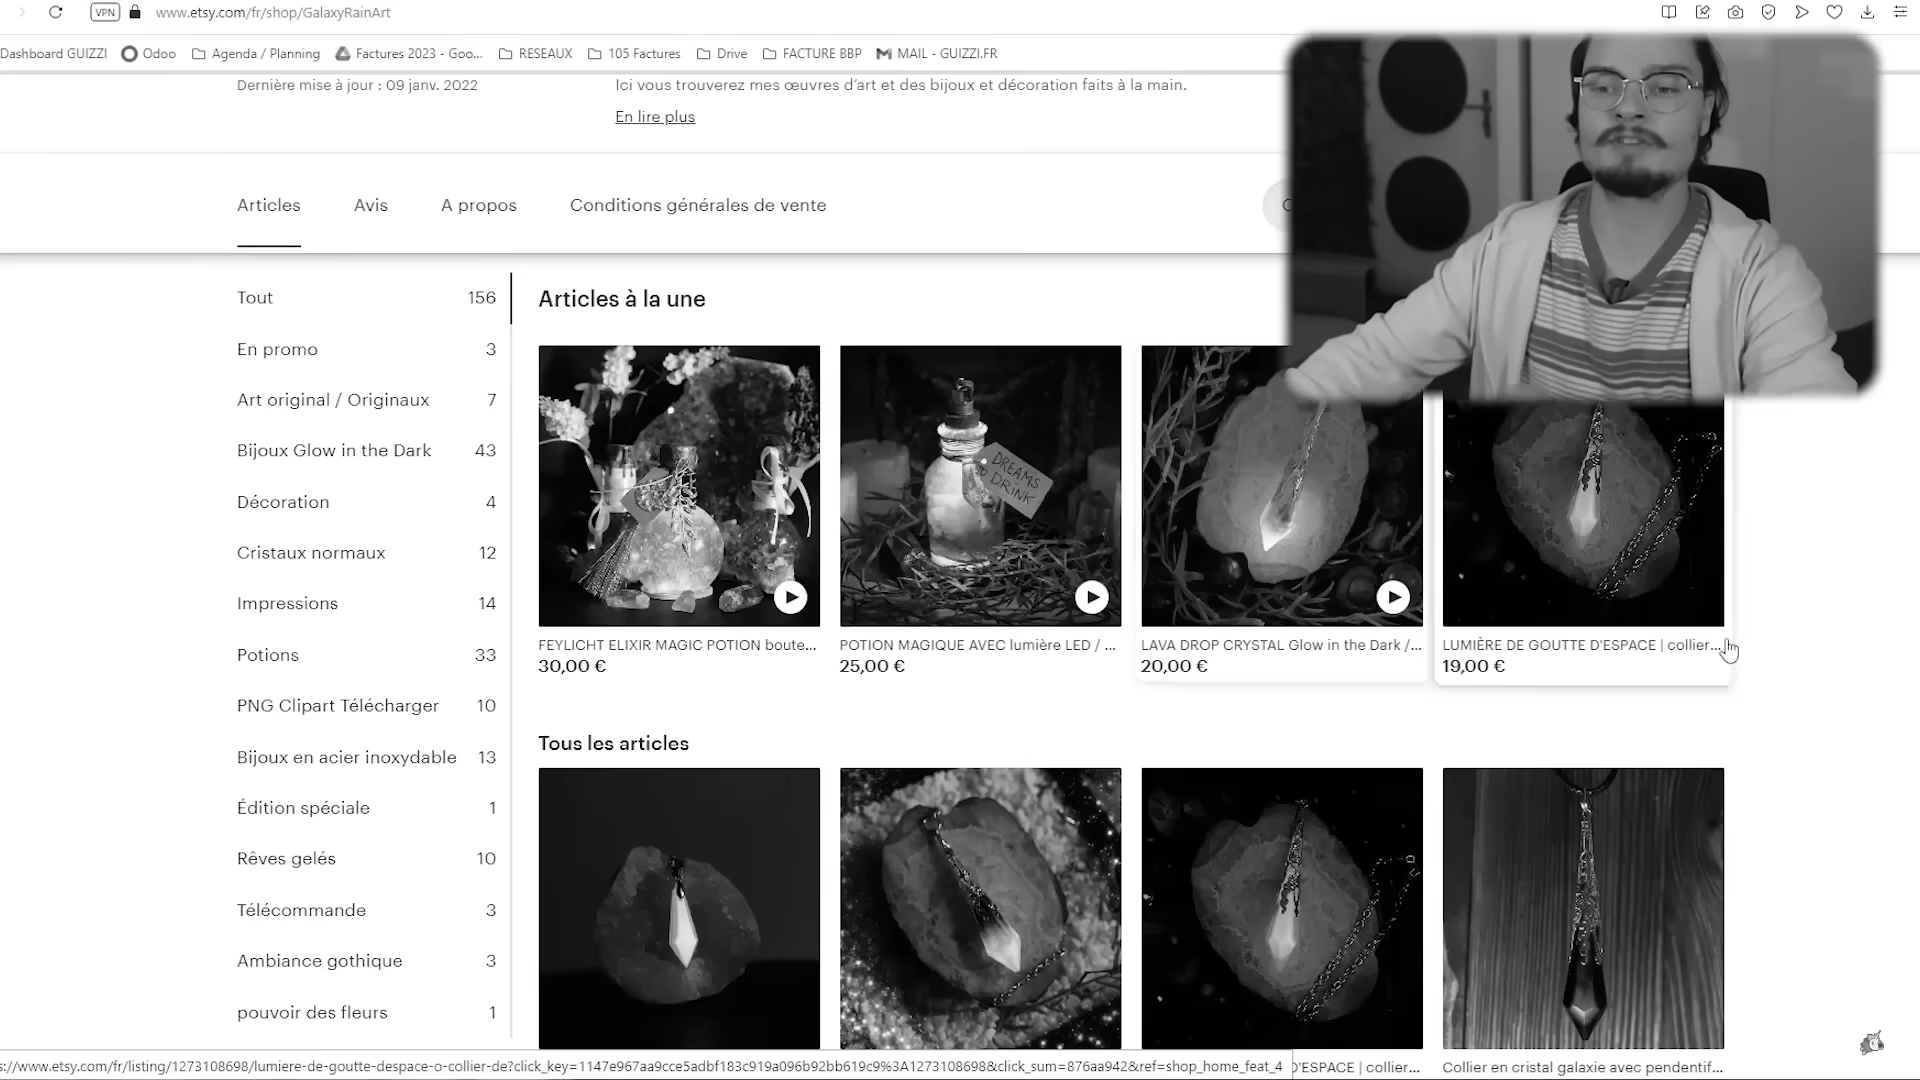 VPN
www.etsy.com/fr/shop/GalaxyRainArt
Dashboard GUIZZI
Odoo
Agenda / Planning
Factures 2023 - Goo...
RESEAUX
105 Factures
Drive
FACTURE BBP
MAIL - GUIZZI.FR
Dernière mise à jour : 09 janv. 2022
Ici vous trouverez mes œuvres d'art et des bijoux et décoration faits à la main.
En lire plus
Articles
Avis
A propos
Conditions générales de vente
Tout 156
En promo 3
Art original / Originaux 7
Bijoux Glow in the Dark 43
Décoration 4
Cristaux normaux 12
Impressions 14
Potions 33
PNG Clipart Télécharger 10
Bijoux en acier inoxydable 13
Édition spéciale 1
Rêves gelés 10
Télécommande 3
Ambiance gothique 3
pouvoir des fleurs 1
Articles à la une
DREAMS
TO DRINK
FEYLICHT ELIXIR MAGIC POTION boute...
30,00 €
POTION MAGIQUE AVEC lumière LED / ...
25,00 €
LAVA DROP CRYSTAL Glow in the Dark /...
20,00 €
LUMIÈRE DE GOUTTE D'ESPACE | collier...
19,00 €
Tous les articles
s://www.etsy.com/fr/listing/1273108698/lumiere-de-goutte-despace-o-collier-de?click_key=1147e967aa9cce5adbf183c919a096b92bb619c9%3A1273108698&click_sum=876aa942&ref=shop_home_feat_4
D'ESPACE | collier...
Collier en cristal galaxie avec pendentif...